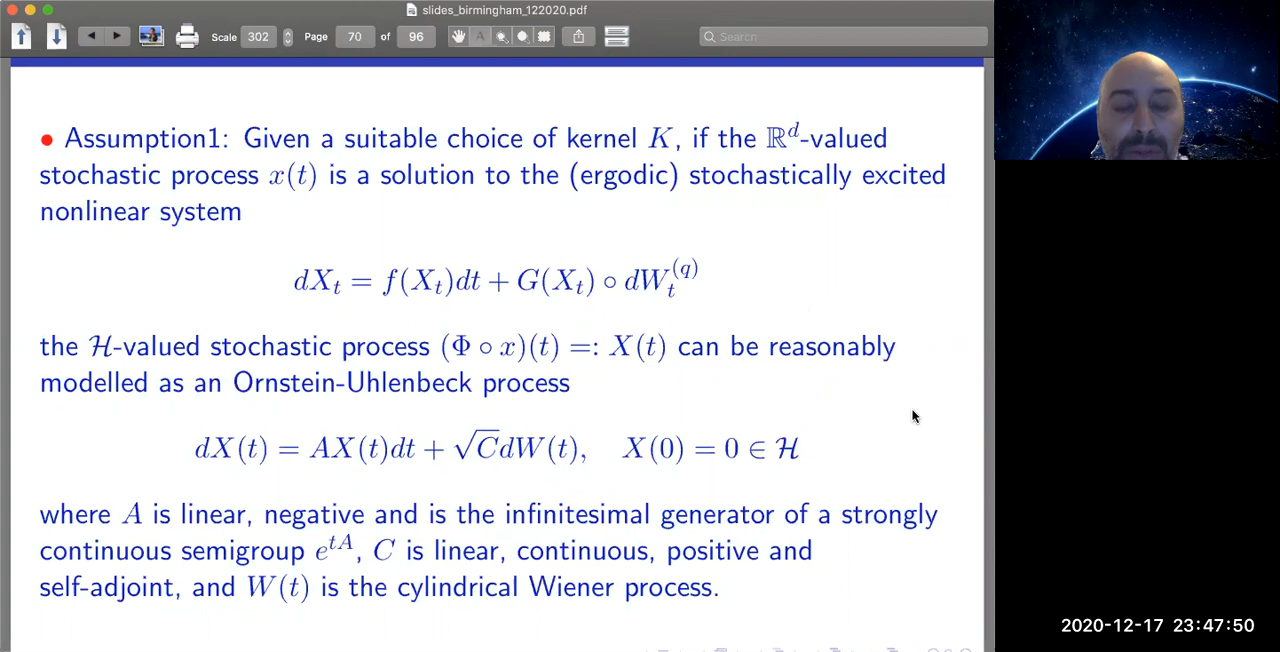 slides_birmingham_122020.pdf
Scale 302 Page 70 of 96 Search
• Assumption1: Given a suitable choice of kernel K, if the ℝ^d-valued
stochastic process x(t) is a solution to the (ergodic) stochastically excited
nonlinear system
dX_t = f(X_t)dt + G(X_t) ∘ dW_t^(q)
the ℋ-valued stochastic process (Φ ∘ x)(t) =: X(t) can be reasonably
modelled as an Ornstein-Uhlenbeck process
dX(t) = AX(t)dt + √C dW(t), X(0) = 0 ∈ ℋ
where A is linear, negative and is the infinitesimal generator of a strongly
continuous semigroup e^{tA}, C is linear, continuous, positive and
self-adjoint, and W(t) is the cylindrical Wiener process.
2020-12-17 23:47:50